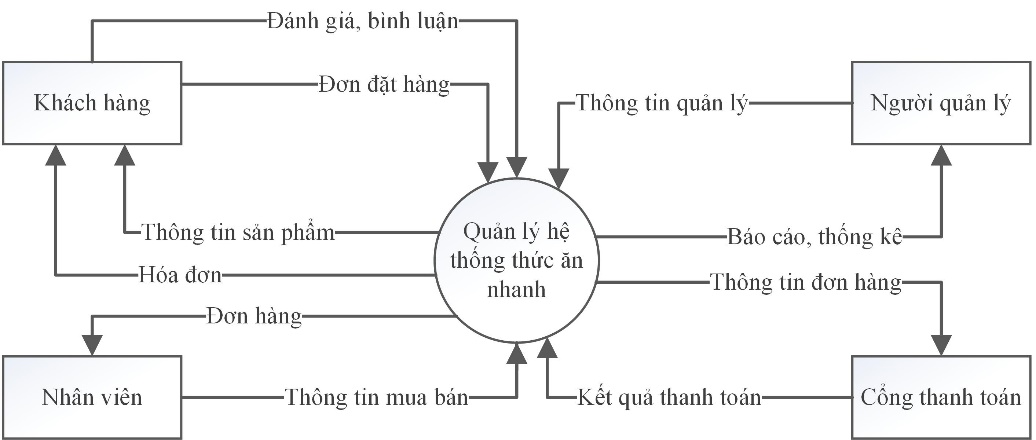 Đánh giá, bình luận
Khách hàng
Đơn đặt hàng
Thông tin quản lý
Người quản lý
Thông tin sản phẩm
Quản lý hệ
thống thức ăn
nhanh
Báo cáo, thống kê
Hóa đơn
Thông tin đơn hàng
Đơn hàng
Nhân viên
Thông tin mua bán
Kết quả thanh toán
Cổng thanh toán